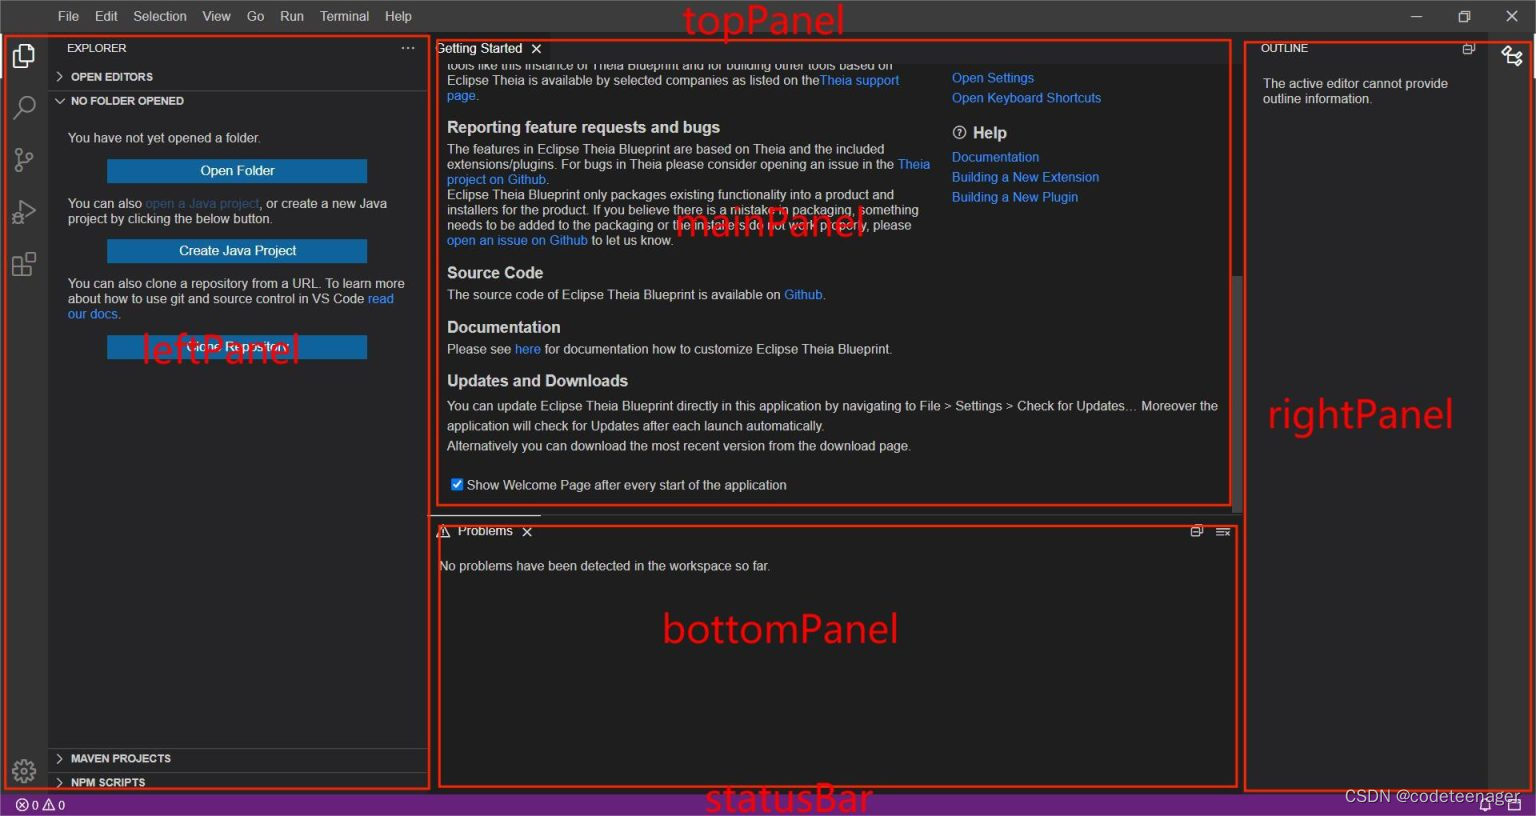 File Edit Selection View Go Run Terminal Help
topPanel
EXPLORER
OPEN EDITORS
NO FOLDER OPENED
You have not yet opened a folder.
Open Folder
You can also open a Java project, or create a new Java
project by clicking the below button.
Create Java Project
You can also clone a repository from a URL. To learn more
about how to use git and source control in VS Code read
our docs.
Clone Repository
leftPanel
MAVEN PROJECTS
NPM SCRIPTS
Getting Started
tools like this instance of Theia Blueprint and for building other tools based on
Eclipse Theia is available by selected companies as listed on theTheia support
page.
Reporting feature requests and bugs
The features in Eclipse Theia Blueprint are based on Theia and the included
extensions/plugins. For bugs in Theia please consider opening an issue in the Theia
project on Github.
Eclipse Theia Blueprint only packages existing functionality into a product and
installers for the product. If you believe there is a mistake in packaging, something
needs to be added to the packaging or the installers do not work properly, please
open an issue on Github to let us know.
mainPanel
Source Code
The source code of Eclipse Theia Blueprint is available on Github.
Documentation
Please see here for documentation how to customize Eclipse Theia Blueprint.
Updates and Downloads
You can update Eclipse Theia Blueprint directly in this application by navigating to File > Settings > Check for Updates... Moreover the
application will check for Updates after each launch automatically.
Alternatively you can download the most recent version from the download page.
Show Welcome Page after every start of the application
Open Settings
Open Keyboard Shortcuts
Help
Documentation
Building a New Extension
Building a New Plugin
Problems
No problems have been detected in the workspace so far.
bottomPanel
OUTLINE
The active editor cannot provide
outline information.
rightPanel
0 0
statusBar
CSDN @codeteenager